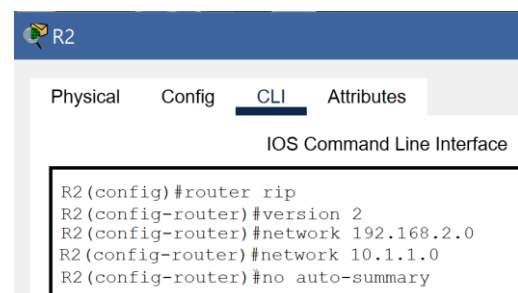 R2
Physical Config CLI Attributes
IOS Command Line Interface
R2(config)#router rip
R2(config-router)#version 2
R2(config-router)#network 192.168.2.0
R2(config-router)#network 10.1.1.0
R2(config-router)#no auto-summary